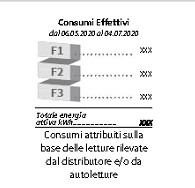 Consumi Effettivi
dal 06.05.2020 al 04.07.2020
F1 ........... xxx
F2 ........... xxx
F3 ........... xxx
Totale energia
attiva kWh__________ xxx
Consumi attribuiti sulla
base delle letture rilevate
dal distributore e/o da
autoletture